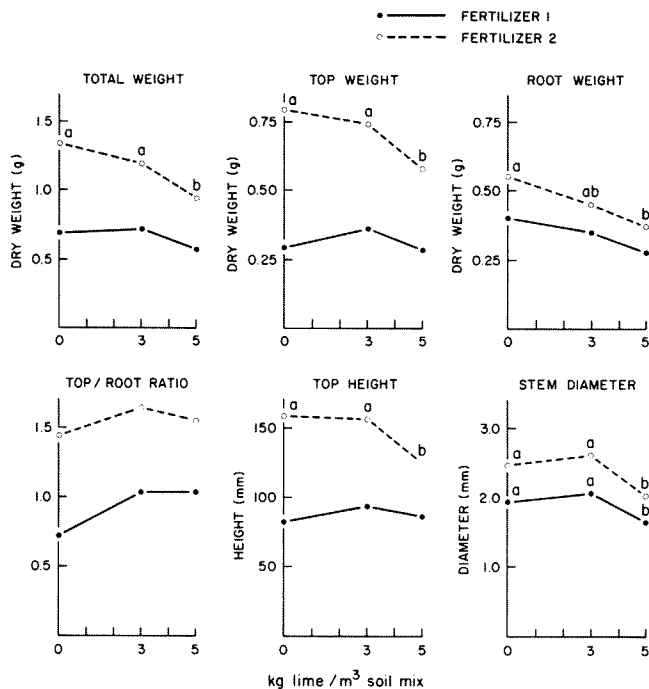 FERTILIZER 1
FERTILIZER 2
TOTAL WEIGHT
TOP WEIGHT
ROOT WEIGHT
DRY WEIGHT (g)
1.5
1.0
0.5
a
a
b
0
3
5
DRY WEIGHT (g)
0.75
0.50
0.25
a
a
b
0
3
5
DRY WEIGHT (g)
0.75
0.50
0.25
a
ab
b
0
3
5
TOP/ROOT RATIO
TOP HEIGHT
STEM DIAMETER
1.5
1.0
0.5
0
3
5
HEIGHT (mm)
150
100
50
a
a
b
0
3
5
DIAMETER (mm)
3.0
2.0
1.0
a
a
b
a
a
b
0
3
5
kg lime/m³ soil mix